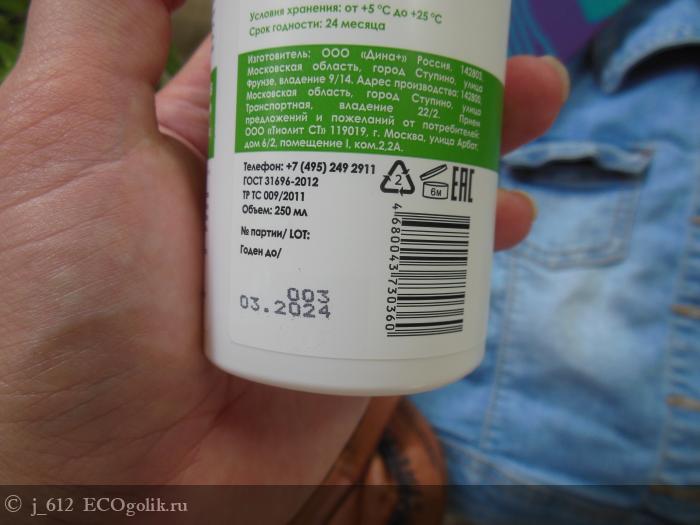 Условия хранения: от +5 °С до +25 °С
Срок годности: 24 месяца
Изготовитель: ООО «Дина+» Россия, 142803,
Московская область, город Ступино, улица
Фрунзе, владение 9/14. Адрес производства: 142800,
Московская область, город Ступино, улица
Транспортная, владение 22/2. Прием
предложений и пожеланий от потребителей:
ООО «Тиолит СТ» 119019, г. Москва, улица Арбат,
дом 6/2, помещение I, ком.2,2А.
Телефон: +7 (495) 249 2911
ГОСТ 31696-2012
ТР ТС 009/2011
Объем: 250 мл
2
6м
EAC
№ партии/ LOT:
Годен до/
003
03.2024
4680043730360
© j_612 ECOgolik.ru